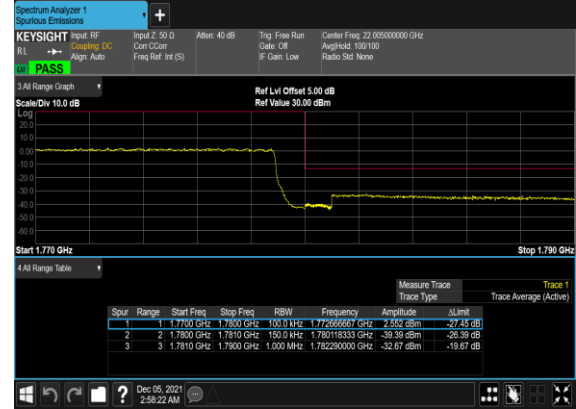 Spectrum Analyzer 1
Spurious Emissions
+
KEYSIGHT Input: RF Input Z: 50 Ω Atten: 40 dB Trig: Free Run Center Freq: 22.005000000 GHz
RL Coupling: DC Corr CCorr Gate: Off Avg|Hold: 100/100
Align: Auto Freq Ref: Int (S) IF Gain: Low Radio Std: None
PASS
3 All Range Graph
Ref Lvl Offset 5.00 dB
Scale/Div 10.0 dB Ref Value 30.00 dBm
Log
20.0
10.0
0.00
-10.0
-20.0
-30.0
-40.0
-50.0
-60.0
Start 1.770 GHz Stop 1.790 GHz
4 All Range Table
Measure Trace Trace 1
Trace Type Trace Average (Active)
Spur Range Start Freq Stop Freq RBW Frequency Amplitude ΔLimit
1 1 1.7700 GHz 1.7800 GHz 100.0 kHz 1.772666667 GHz 2.552 dBm -27.45 dB
2 2 1.7800 GHz 1.7810 GHz 150.0 kHz 1.780118333 GHz -39.39 dBm -26.39 dB
3 3 1.7810 GHz 1.7900 GHz 1.000 MHz 1.782290000 GHz -32.67 dBm -19.67 dB
? Dec 05, 2021
2:58:22 AM